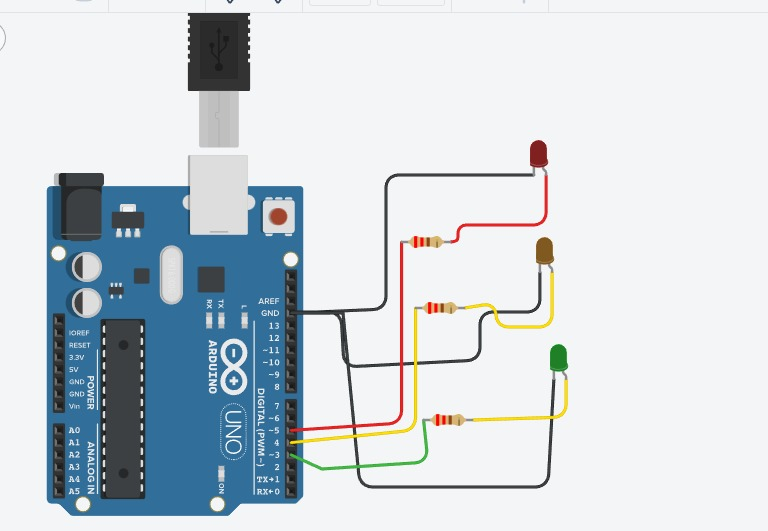 AREF
GND
13
12
~11
~10
~9
8
7
~6
~5
4
~3
2
TX→1
RX←0
RX
TX
L
ARDUINO
UNO
DIGITAL (PWM~)
ON
IOREF
RESET
3.3V
5V
GND
GND
Vin
POWER
A0
A1
A2
A3
A4
A5
ANALOG IN